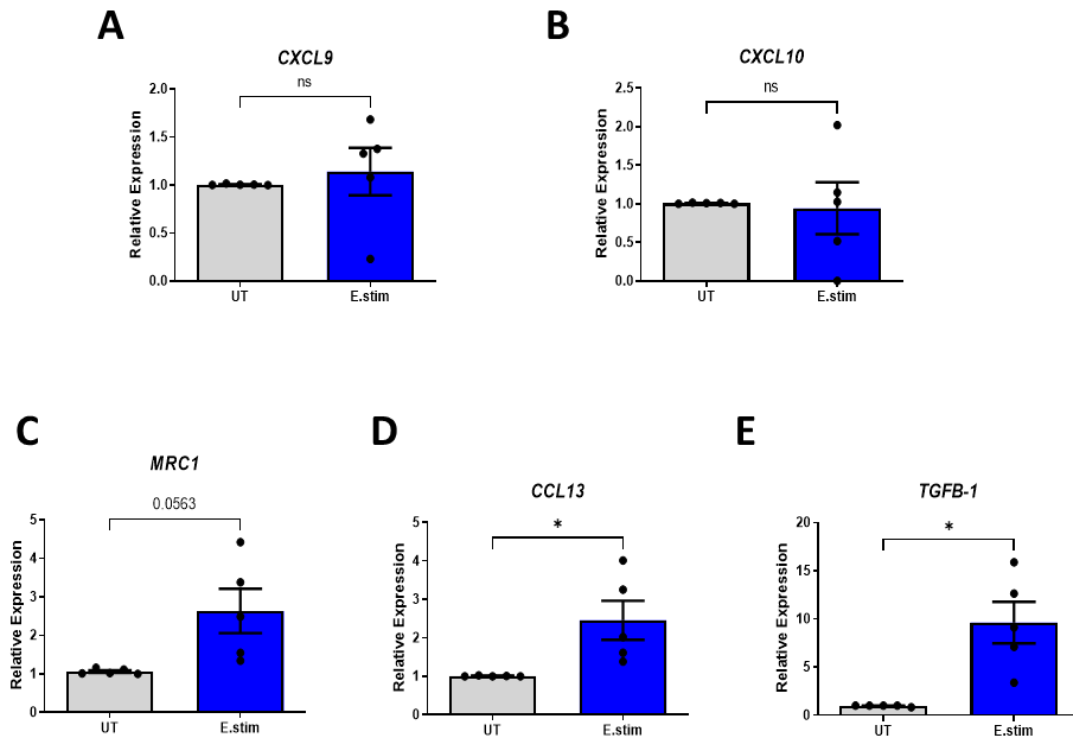 A
CXCL9
ns
Relative Expression
2.0
1.5
1.0
0.5
0.0
UT
E.stim
B
CXCL10
ns
Relative Expression
2.5
2.0
1.5
1.0
0.5
0.0
UT
E.stim
C
MRC1
0.0563
Relative Expression
5
4
3
2
1
0
UT
E.stim
D
CCL13
*
Relative Expression
5
4
3
2
1
0
UT
E.stim
E
TGFB-1
*
Relative Expression
20
15
10
5
0
UT
E.stim